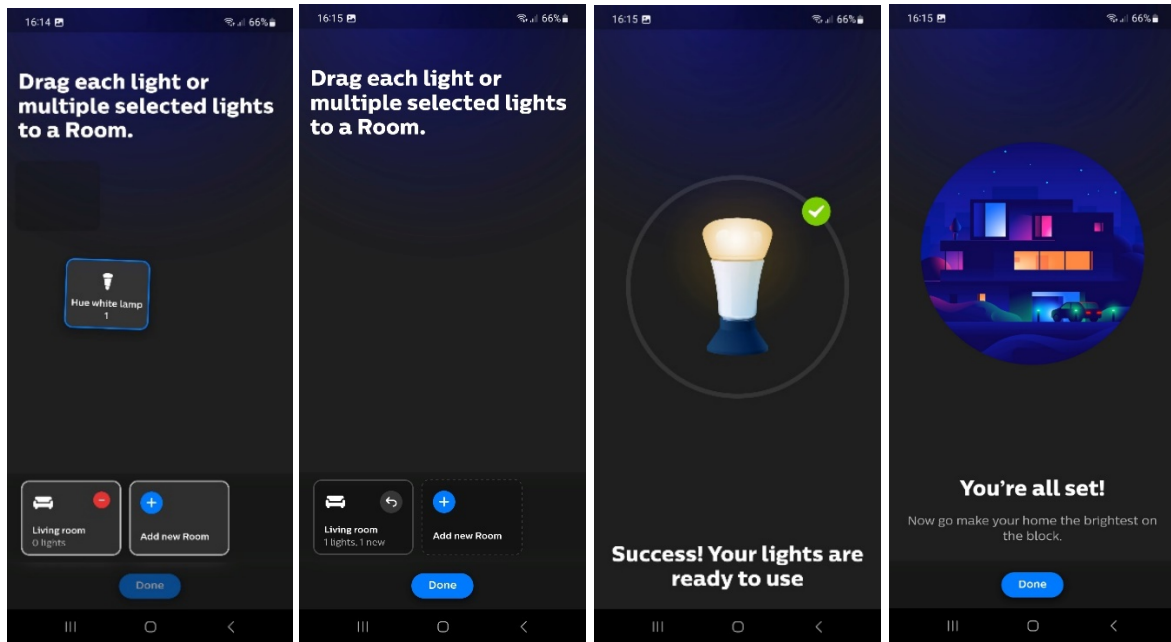 16:14 66%
Drag each light or
multiple selected lights
to a Room.
Hue white lamp
1
Living room
0 lights
Add new Room
Done
16:15 66%
Drag each light or
multiple selected lights
to a Room.
Living room
1 lights, 1 new
Add new Room
Done
16:15 66%
Success! Your lights are
ready to use
16:15 66%
You're all set!
Now go make your home the brightest on
the block.
Done